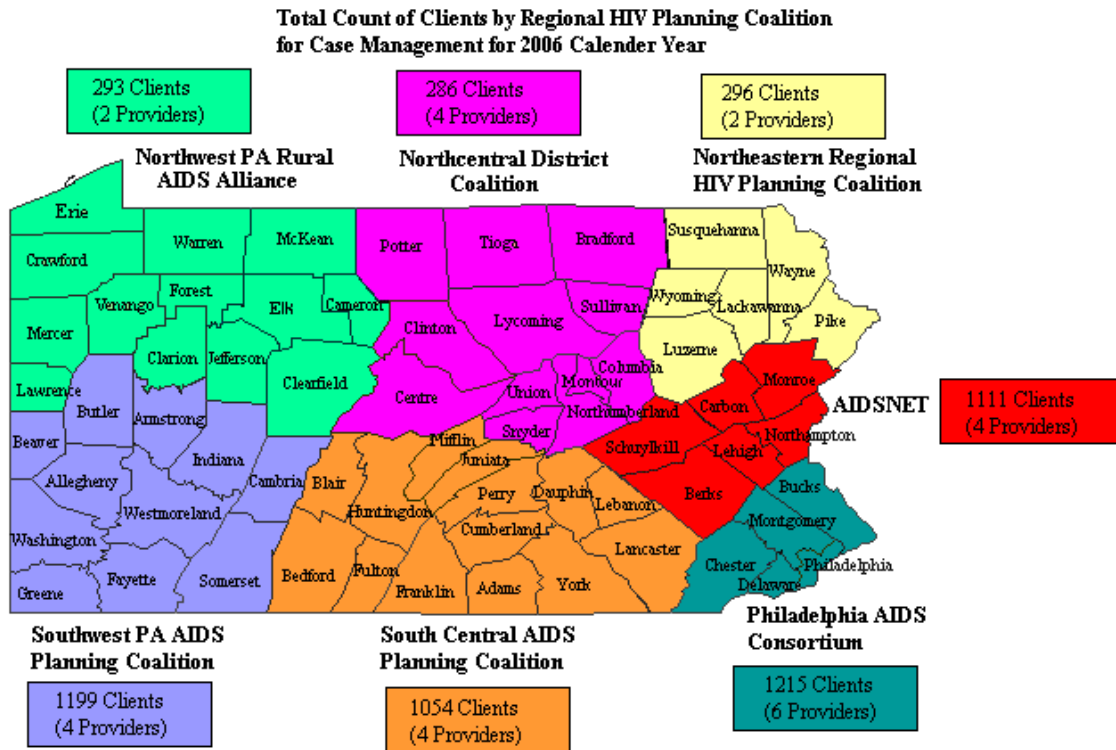 Total Count of Clients by Regional HIV Planning Coalition
for Case Management for 2006 Calender Year
293 Clients
(2 Providers)
286 Clients
(4 Providers)
296 Clients
(2 Providers)
Northwest PA Rural
AIDS Alliance
Northcentral District
Coalition
Northeastern Regional
HIV Planning Coalition
Erie
Warren
McKean
Potter
Tioga
Bradford
Susquehanna
Crawford
Wayne
Venango
Forest
Elk
Cameron
Sullivan
Wyoming
Lackawanna
Mercer
Clinton
Lycoming
Pike
Clarion
Jefferson
Luzerne
Lawrence
Clearfield
Centre
Union
Montour
Columbia
Monroe
Butler
Armstrong
Northumberland
Carbon
AIDSNET
1111 Clients
(4 Providers)
Beaver
Mifflin
Snyder
Schuylkill
Lehigh
Northampton
Indiana
Juniata
Allegheny
Cambria
Blair
Perry
Dauphin
Lebanon
Berks
Bucks
Westmoreland
Huntingdon
Cumberland
Montgomery
Washington
Lancaster
Chester
Philadelphia
Greene
Fayette
Somerset
Bedford
Fulton
Franklin
Adams
York
Delaware
Southwest PA AIDS
Planning Coalition
South Central AIDS
Planning Coalition
Philadelphia AIDS
Consortium
1199 Clients
(4 Providers)
1054 Clients
(4 Providers)
1215 Clients
(6 Providers)